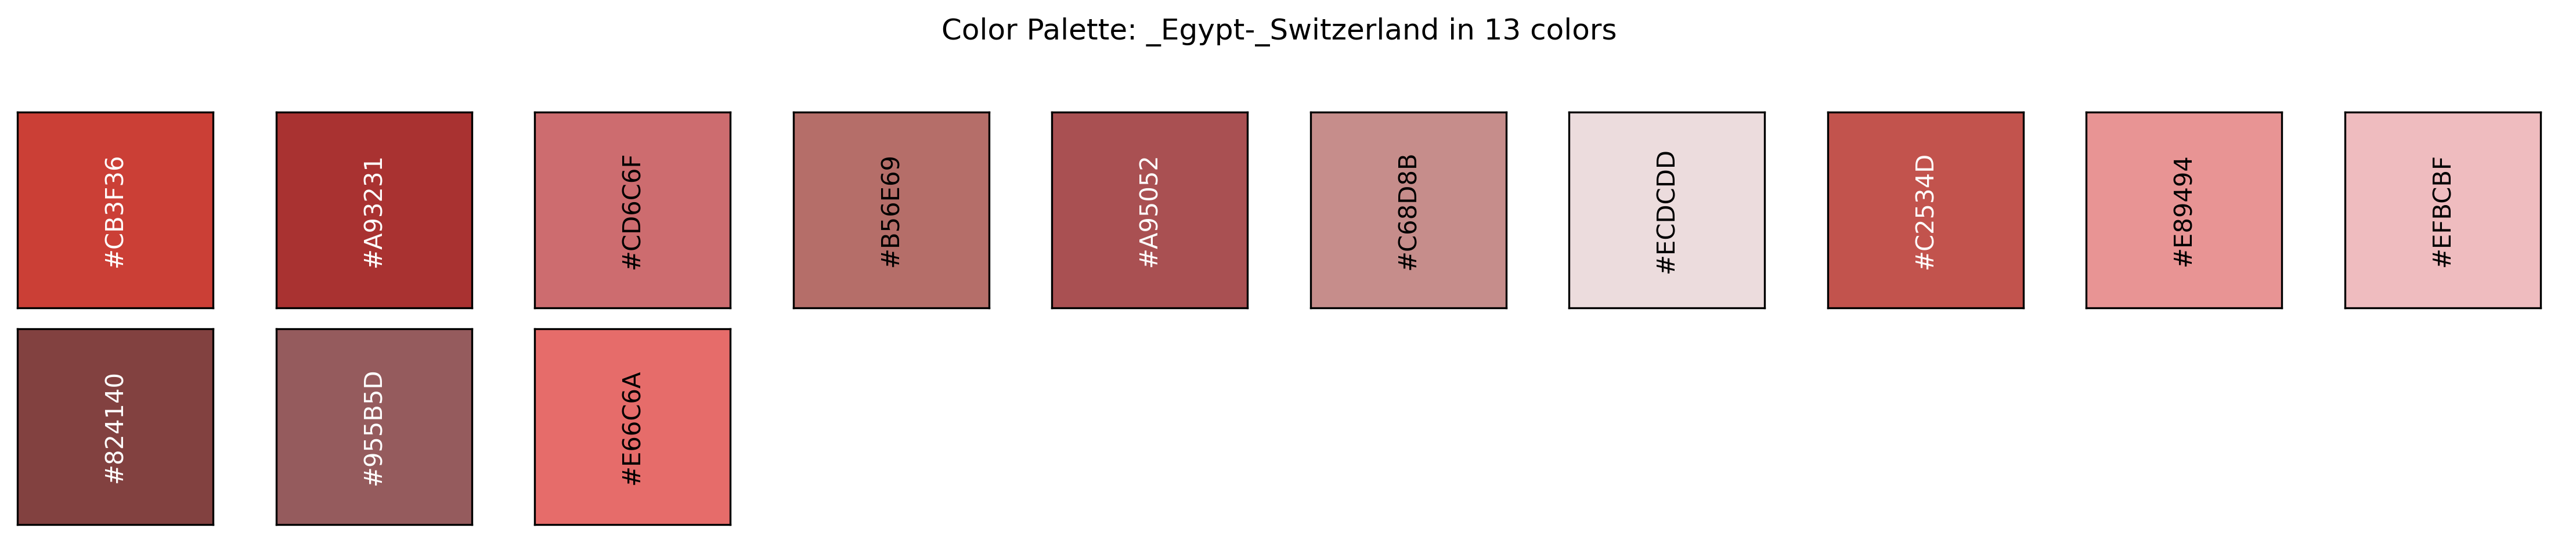 Color Palette: _Egypt-_Switzerland in 13 colors
#CB3F36
#A93231
#CD6C6F
#B56E69
#A95052
#C68D8B
#ECDCDD
#C2534D
#E89494
#EFBCBF
#824140
#955B5D
#E66C6A